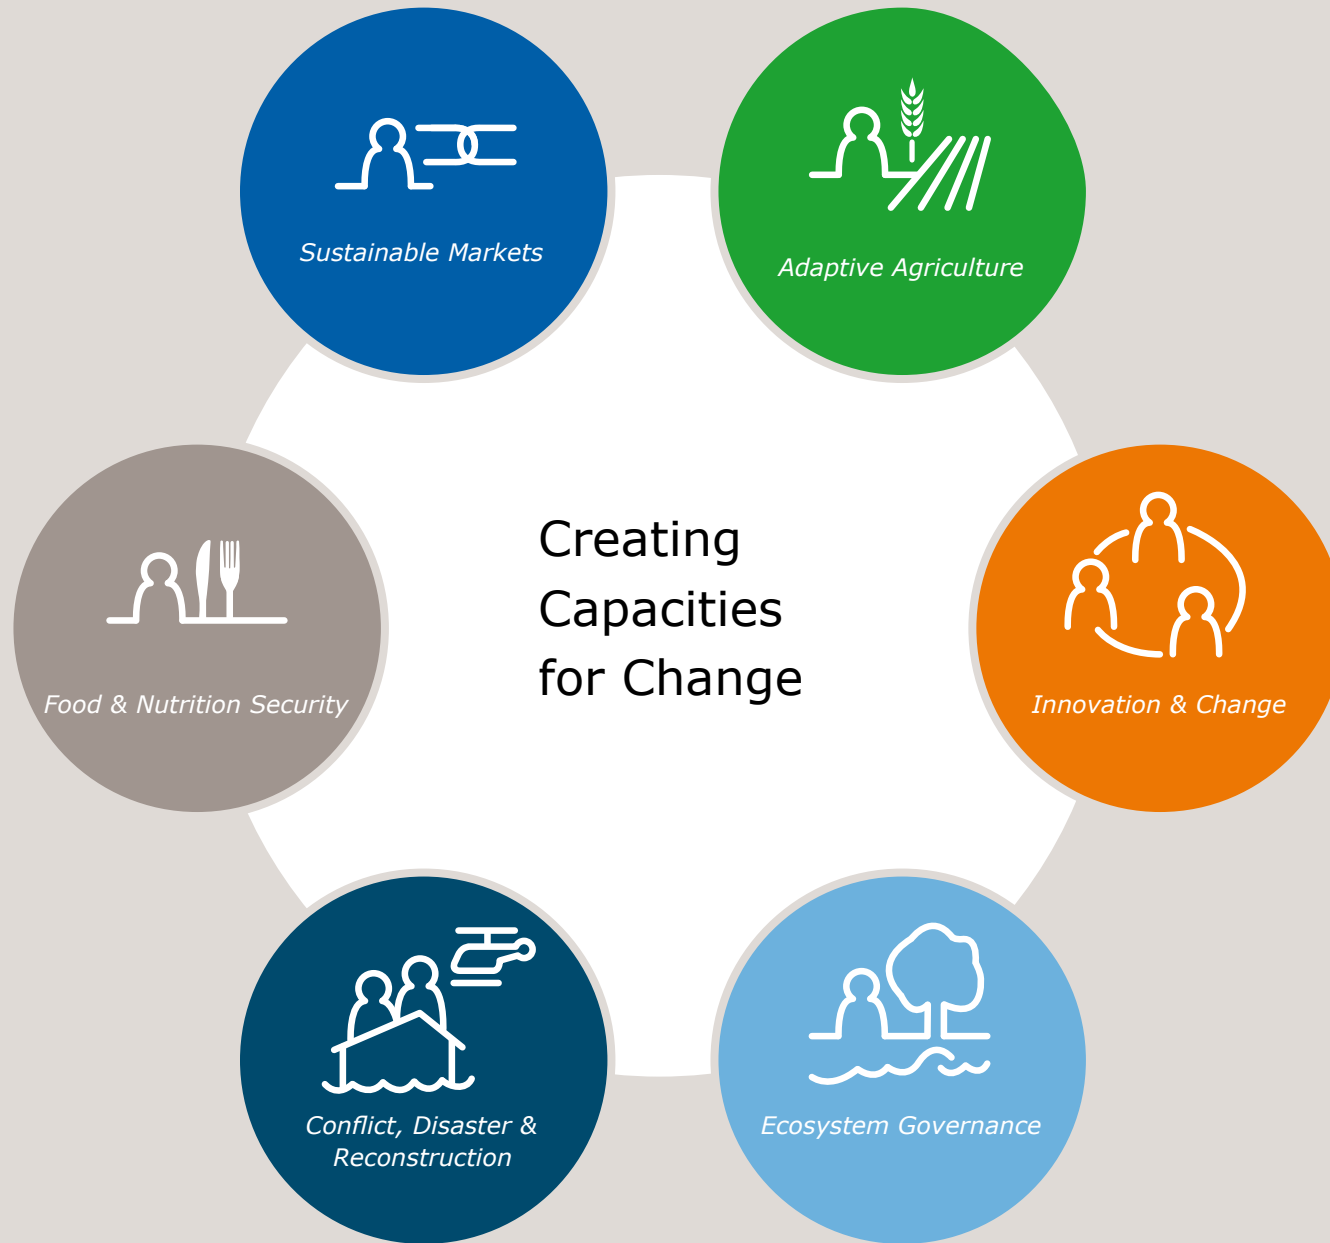 Sustainable Markets
Adaptive Agriculture
Creating
Capacities
for Change
Food & Nutrition Security
Innovation & Change
Conflict, Disaster &
Reconstruction
Ecosystem Governance